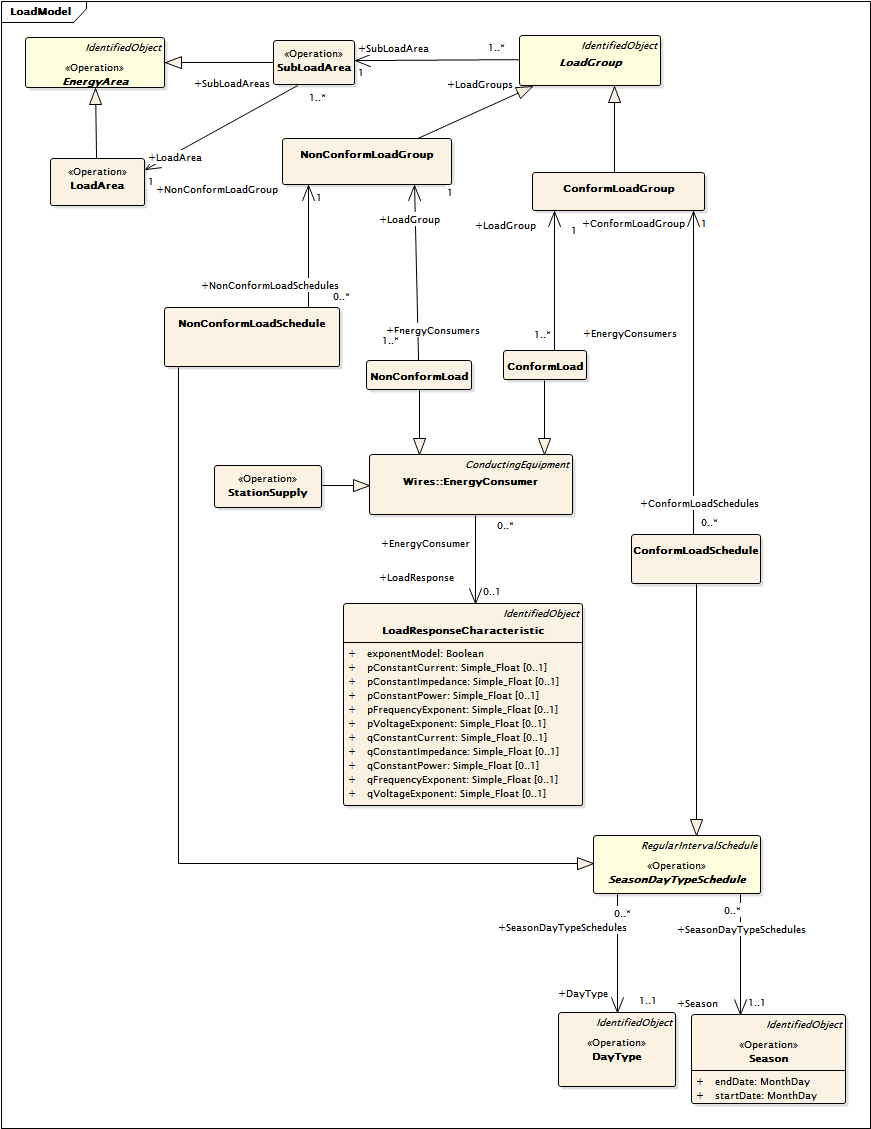 LoadModel
IdentifiedObject
«Operation»
EnergyArea
«Operation»
SubLoadArea
+SubLoadArea
1
1..*
IdentifiedObject
LoadGroup
+SubLoadAreas
1..*
+LoadGroups
+LoadArea
1
«Operation»
LoadArea
NonConformLoadGroup
ConformLoadGroup
+NonConformLoadGroup
1
1
+LoadGroup
+LoadGroup
1
+ConformLoadGroup
1
+NonConformLoadSchedules
0..*
NonConformLoadSchedule
+EnergyConsumers
1..*
1..*
+EnergyConsumers
NonConformLoad
ConformLoad
«Operation»
StationSupply
ConductingEquipment
Wires::EnergyConsumer
0..*
+EnergyConsumer
+LoadResponse
0..1
+ConformLoadSchedules
0..*
ConformLoadSchedule
IdentifiedObject
LoadResponseCharacteristic
+ exponentModel: Boolean
+ pConstantCurrent: Simple_Float [0..1]
+ pConstantImpedance: Simple_Float [0..1]
+ pConstantPower: Simple_Float [0..1]
+ pFrequencyExponent: Simple_Float [0..1]
+ pVoltageExponent: Simple_Float [0..1]
+ qConstantCurrent: Simple_Float [0..1]
+ qConstantImpedance: Simple_Float [0..1]
+ qConstantPower: Simple_Float [0..1]
+ qFrequencyExponent: Simple_Float [0..1]
+ qVoltageExponent: Simple_Float [0..1]
RegularIntervalSchedule
«Operation»
SeasonDayTypeSchedule
0..*
+SeasonDayTypeSchedules
0..*
+SeasonDayTypeSchedules
+DayType
1..1
+Season
1..1
IdentifiedObject
«Operation»
DayType
IdentifiedObject
«Operation»
Season
+ endDate: MonthDay
+ startDate: MonthDay